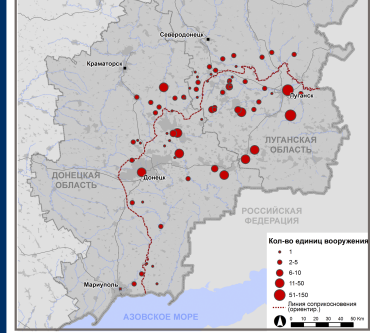 Северодонецк
Краматорск
Луганск
ЛУГАНСКАЯ
ОБЛАСТЬ
ДОНЕЦКАЯ
ОБЛАСТЬ
Донецк
РОССИЙСКАЯ
ФЕДЕРАЦИЯ
Мариуполь
АЗОВСКОЕ МОРЕ
Кол-во единиц вооружения
1
2-5
6-10
11-50
51-150
Линия соприкосновения
(ориентир.)
0 10 20 30 40 50 Km